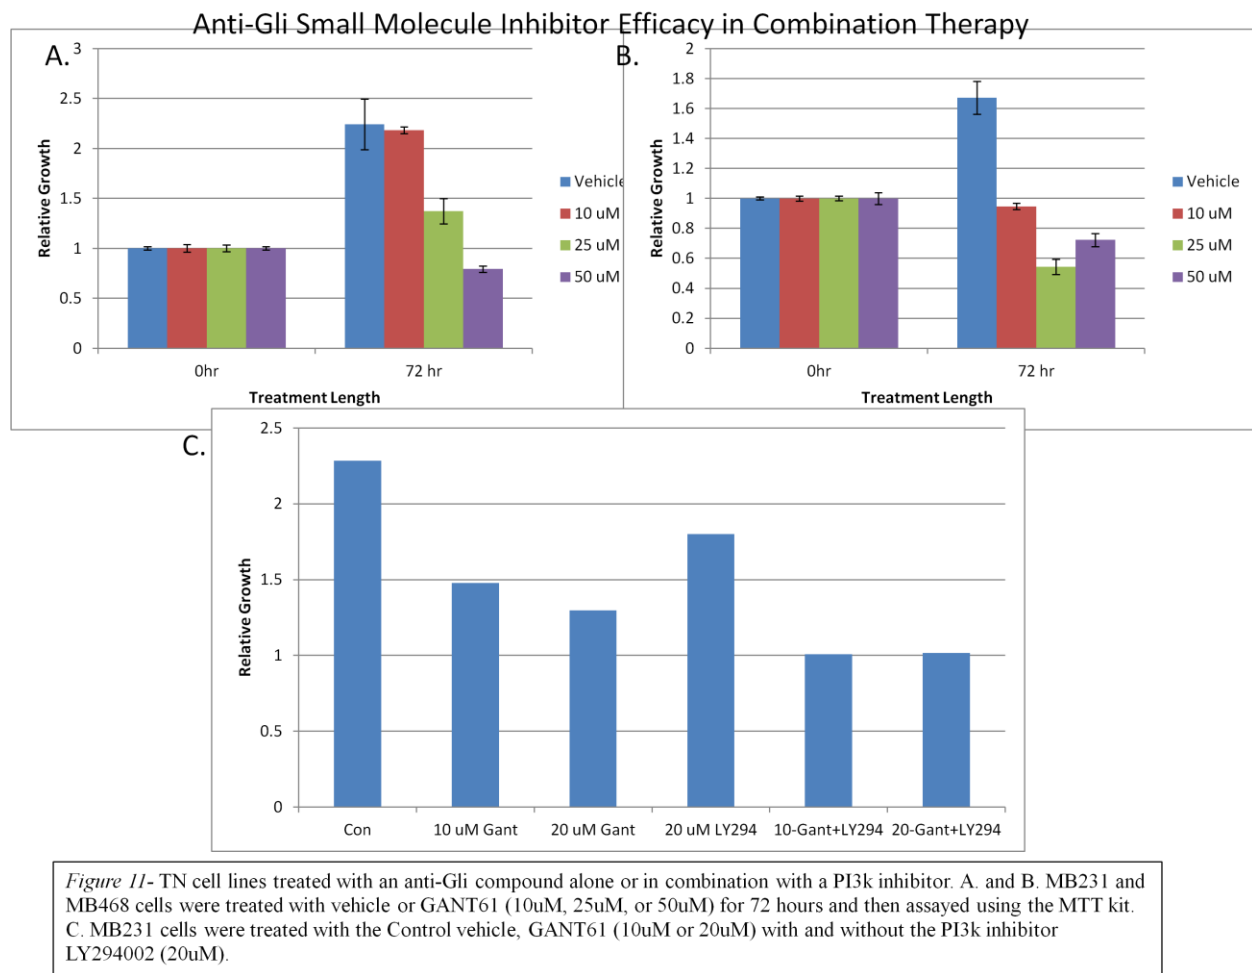 Anti-Gli Small Molecule Inhibitor Efficacy in Combination Therapy
A.
3
2.5
2
1.5
1
0.5
0
Relative Growth
0hr
72 hr
Treatment Length
Vehicle
10 uM
25 uM
50 uM
B.
2
1.8
1.6
1.4
1.2
1
0.8
0.6
0.4
0.2
0
Relative Growth
0hr
72 hr
Treatment Length
Vehicle
10 uM
25 uM
50 uM
C.
2.5
2
1.5
1
0.5
0
Relative Growth
Con
10 uM Gant
20 uM Gant
20 uM LY294
10-Gant+LY294
20-Gant+LY294
Figure 11- TN cell lines treated with an anti-Gli compound alone or in combination with a PI3k inhibitor. A. and B. MB231 and
MB468 cells were treated with vehicle or GANT61 (10uM, 25uM, or 50uM) for 72 hours and then assayed using the MTT kit.
C. MB231 cells were treated with the Control vehicle, GANT61 (10uM or 20uM) with and without the PI3k inhibitor
LY294002 (20uM).